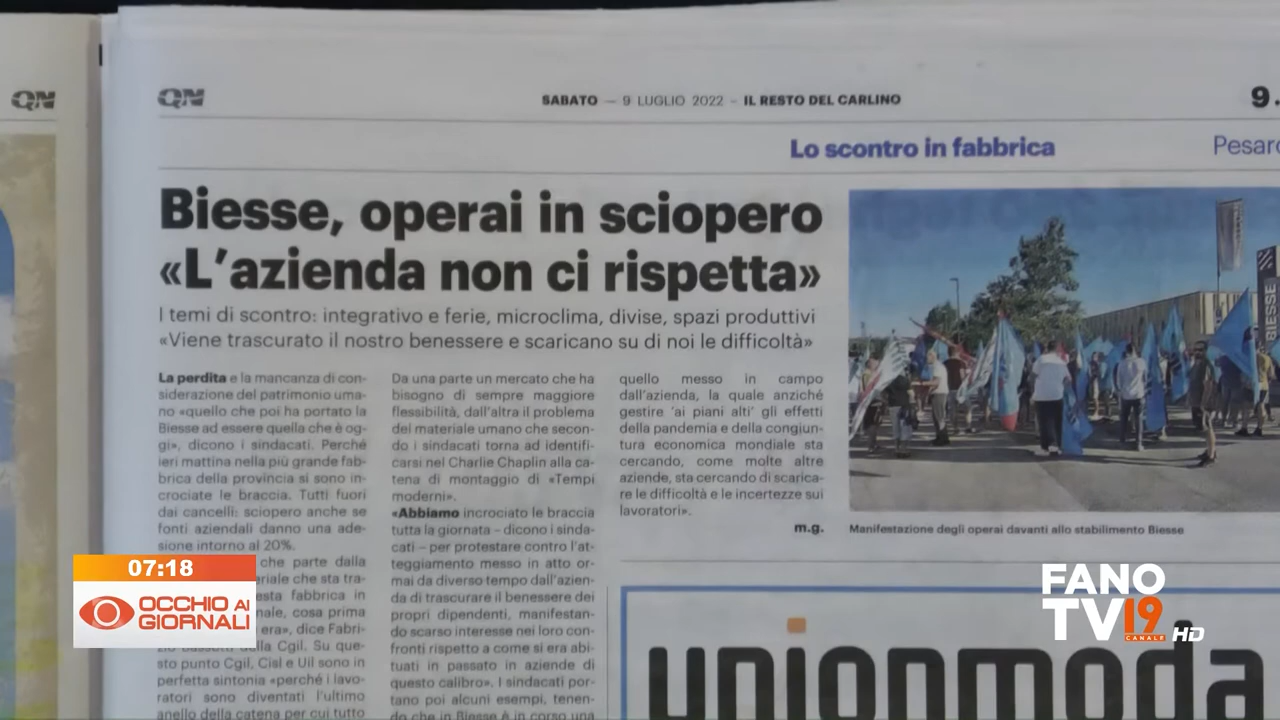 QN
QN
SABATO — 9 LUGLIO 2022 – IL RESTO DEL CARLINO
9
Lo scontro in fabbrica
Biesse, operai in sciopero
«L'azienda non ci rispetta»
I temi di scontro: integrativo e ferie, microclima, divise, spazi produttivi
«Viene trascurato il nostro benessere e scaricano su di noi le difficoltà»
La perdita e la mancanza di con-
siderazione del patrimonio uma-
no «quello che poi ha portato la
Biesse ad essere quella che è og-
gi», dicono i sindacati. Perché
ieri mattina nella più grande fab-
brica della provincia si sono in-
crociate le braccia. Tutti fuori
dai cancelli: sciopero anche se
fonti aziendali danno una ade-
sione intorno al 20%.
che parte dalla
che sta tra-
fabbrica in
cosa prima
era», dice Fabri-
Cgil. Su que-
sto punto Cgil, Cisl e Uil sono in
perfetta sintonia «perché i lavo-
ratori sono diventati l'ultimo
anello della catena per cui tutto
Da una parte un mercato che ha
bisogno di sempre maggiore
flessibilità, dall'altra il problema
del materiale umano che secon-
do i sindacati torna ad identifi-
carsi nel Charlie Chaplin alla ca-
tena di montaggio di «Tempi
moderni».
«Abbiamo incrociato le braccia
tutta la giornata – dicono i sinda-
cati – per protestare contro l'at-
teggiamento messo in atto or-
mai da diverso tempo dall'azien-
da di trascurare il benessere dei
propri dipendenti, manifestan-
do scarso interesse nei loro con-
fronti rispetto a come si era abi-
tuati in passato in aziende di
questo calibro». I sindacati por-
tano poi alcuni esempi, tenen-
do che in Biesse è in corso una
quello messo in campo
dall'azienda, la quale anziché
gestire 'ai piani alti' gli effetti
della pandemia e della congiun-
tura economica mondiale sta
cercando, come molte altre
aziende, sta cercando di scarica-
re le difficoltà e le incertezze sui
lavoratori».
m.g.
BIESSE
Manifestazione degli operai davanti allo stabilimento Biesse
unionmoda
07:18
OCCHIO AI
GIORNALI
FANO
TV19
CANALE HD